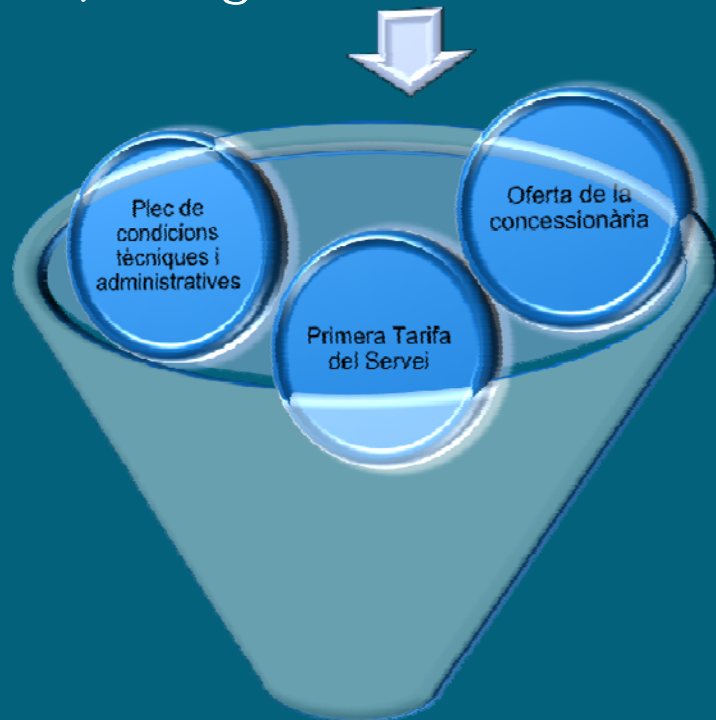 Plec de
condicions
tècniques i
administratives
Primera Tarifa
del Servei
Oferta de la
concessionària